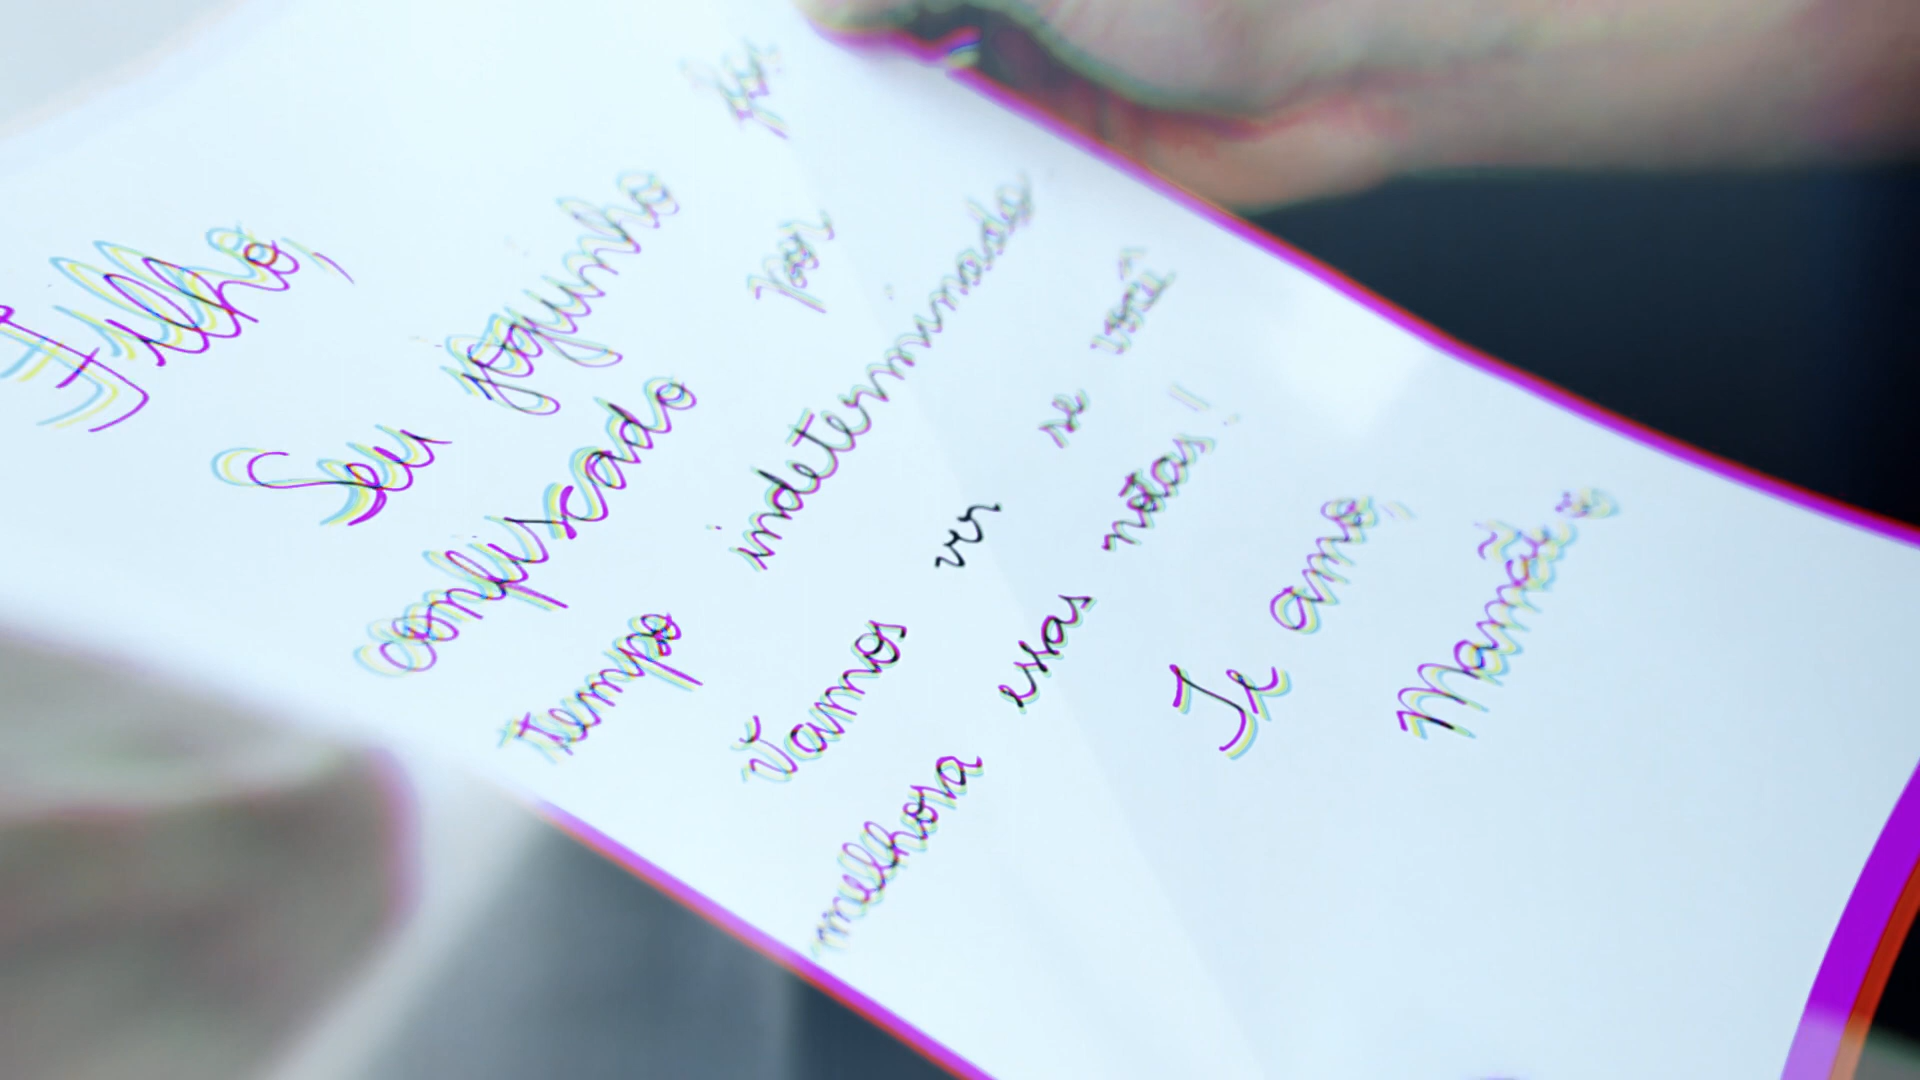 Filho,
Seu joguinho foi
confiscado por
tempo indeterminado
Vamos ver se você
melhora essas notas!
Te amo,
Mamãe